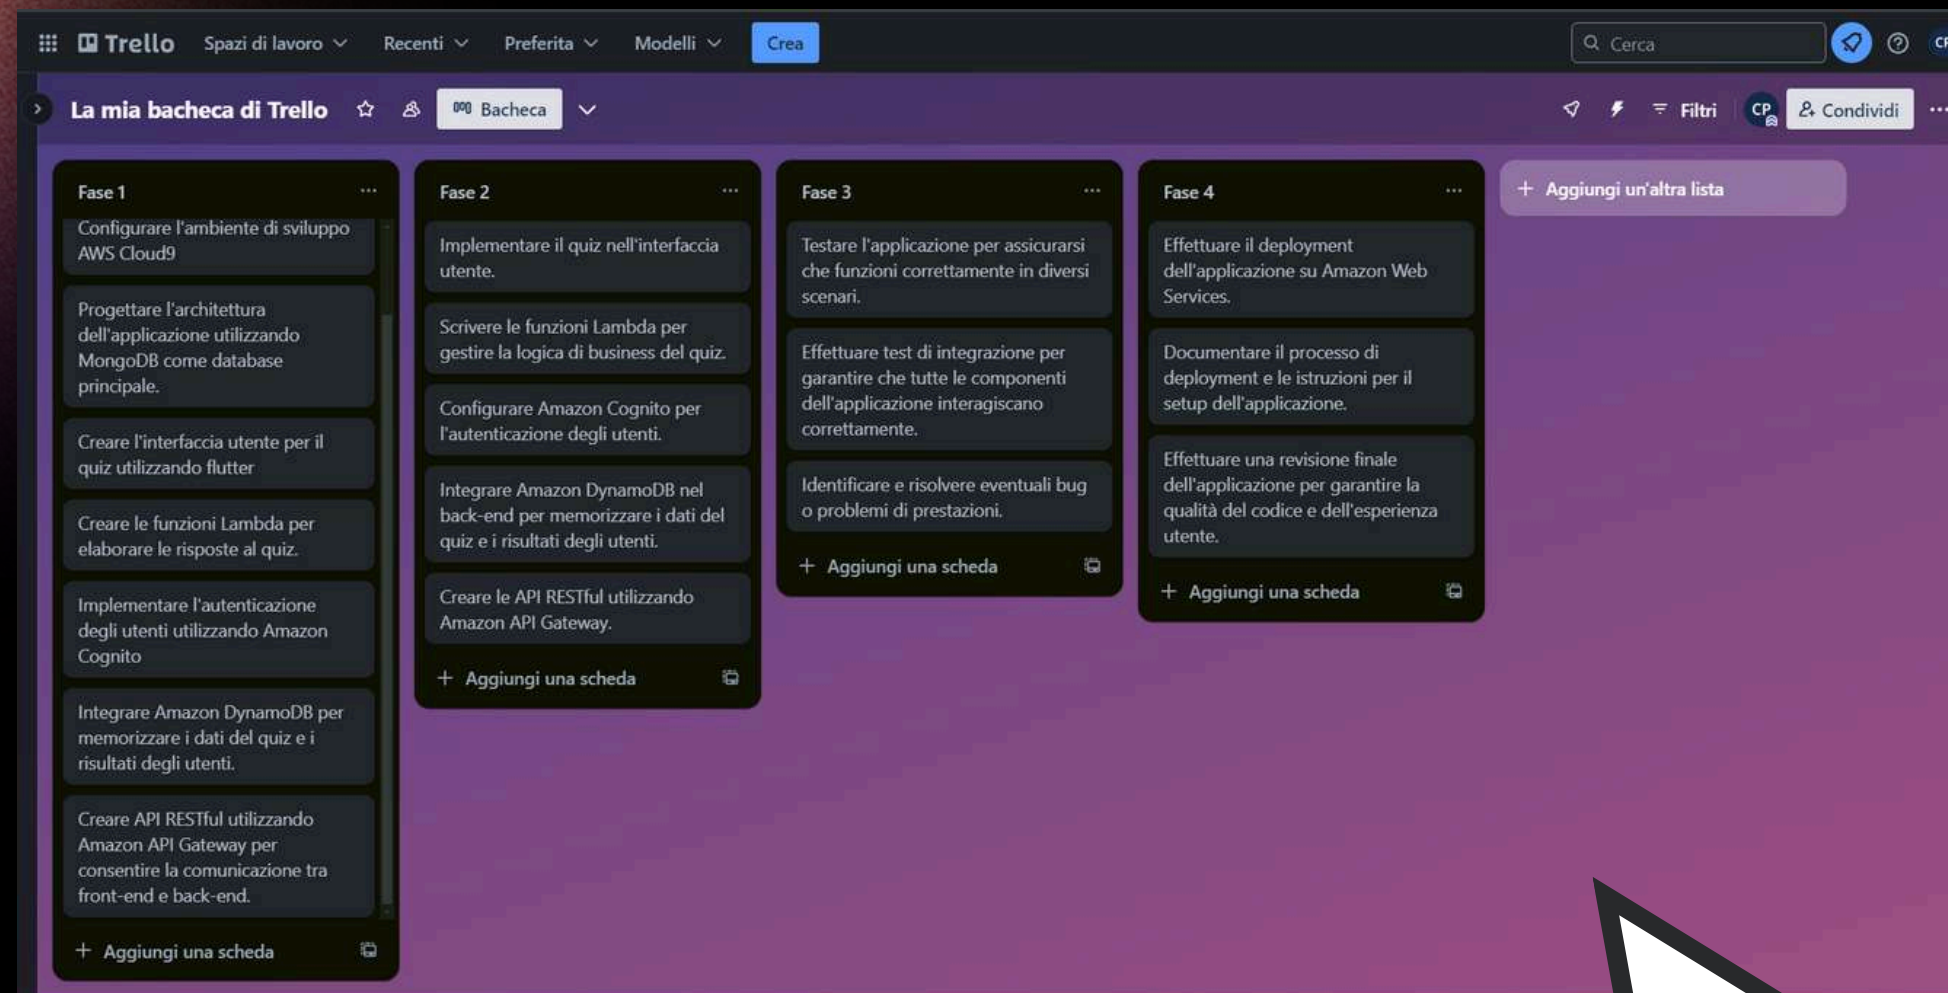 Trello
Spazi di lavoro
Recenti
Preferita
Modelli
Crea
Cerca
CP
La mia bacheca di Trello
Bacheca
Filtri
CP
Condividi
Fase 1
Configurare l'ambiente di sviluppo
AWS Cloud9
Progettare l'architettura
dell'applicazione utilizzando
MongoDB come database
principale.
Creare l'interfaccia utente per il
quiz utilizzando flutter
Creare le funzioni Lambda per
elaborare le risposte al quiz.
Implementare l'autenticazione
degli utenti utilizzando Amazon
Cognito
Integrare Amazon DynamoDB per
memorizzare i dati del quiz e i
risultati degli utenti.
Creare API RESTful utilizzando
Amazon API Gateway per
consentire la comunicazione tra
front-end e back-end.
+ Aggiungi una scheda
Fase 2
Implementare il quiz nell'interfaccia
utente.
Scrivere le funzioni Lambda per
gestire la logica di business del quiz.
Configurare Amazon Cognito per
l'autenticazione degli utenti.
Integrare Amazon DynamoDB nel
back-end per memorizzare i dati del
quiz e i risultati degli utenti.
Creare le API RESTful utilizzando
Amazon API Gateway.
+ Aggiungi una scheda
Fase 3
Testare l'applicazione per assicurarsi
che funzioni correttamente in diversi
scenari.
Effettuare test di integrazione per
garantire che tutte le componenti
dell'applicazione interagiscano
correttamente.
Identificare e risolvere eventuali bug
o problemi di prestazioni.
+ Aggiungi una scheda
Fase 4
Effettuare il deployment
dell'applicazione su Amazon Web
Services.
Documentare il processo di
deployment e le istruzioni per il
setup dell'applicazione.
Effettuare una revisione finale
dell'applicazione per garantire la
qualità del codice e dell'esperienza
utente.
+ Aggiungi una scheda
+ Aggiungi un'altra lista